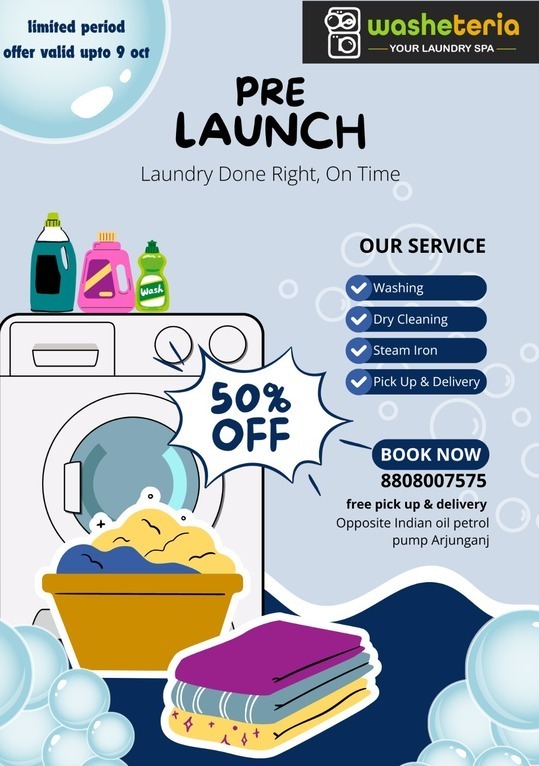 limited period
offer valid upto 9 oct
washeteria
YOUR LAUNDRY SPA
PRE
LAUNCH
Laundry Done Right, On Time
OUR SERVICE
Washing
Dry Cleaning
Steam Iron
Pick Up & Delivery
Wash
50%
OFF
BOOK NOW
8808007575
free pick up & delivery
Opposite Indian oil petrol
pump Arjunganj